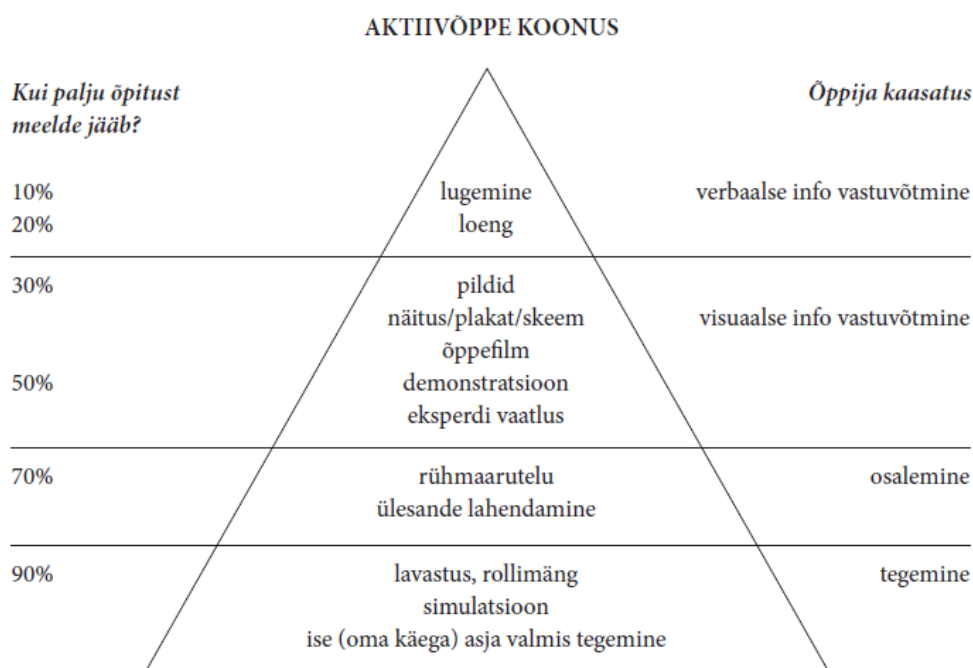 AKTIIVÕPPE KOONUS
Kui palju õpitust
meelde jääb?
Õppija kaasatus
10%
lugemine
verbaalse info vastuvõtmine
20%
loeng
30%
pildid
näitus/plakat/skeem
visuaalse info vastuvõtmine
õppefilm
50%
demonstratsioon
eksperdi vaatlus
70%
rühmaarutelu
osalemine
ülesande lahendamine
90%
lavastus, rollimäng
tegemine
simulatsioon
ise (oma käega) asja valmis tegemine